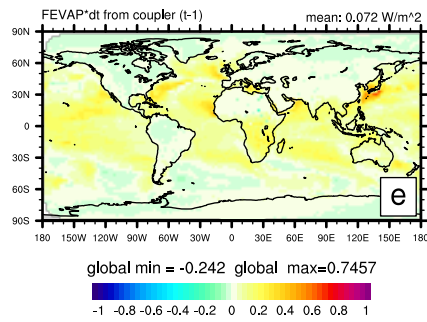 FEVAP*dt from coupler (t-1) mean: 0.072 W/m^2
90N
60N
30N
0
30S
60S
90S
e
180 150W 120W 90W 60W 30W 0 30E 60E 90E 120E 150E 180
global min = -0.242 global max=0.7457
-1 -0.8 -0.6 -0.4 -0.2 0 0.2 0.4 0.6 0.8 1